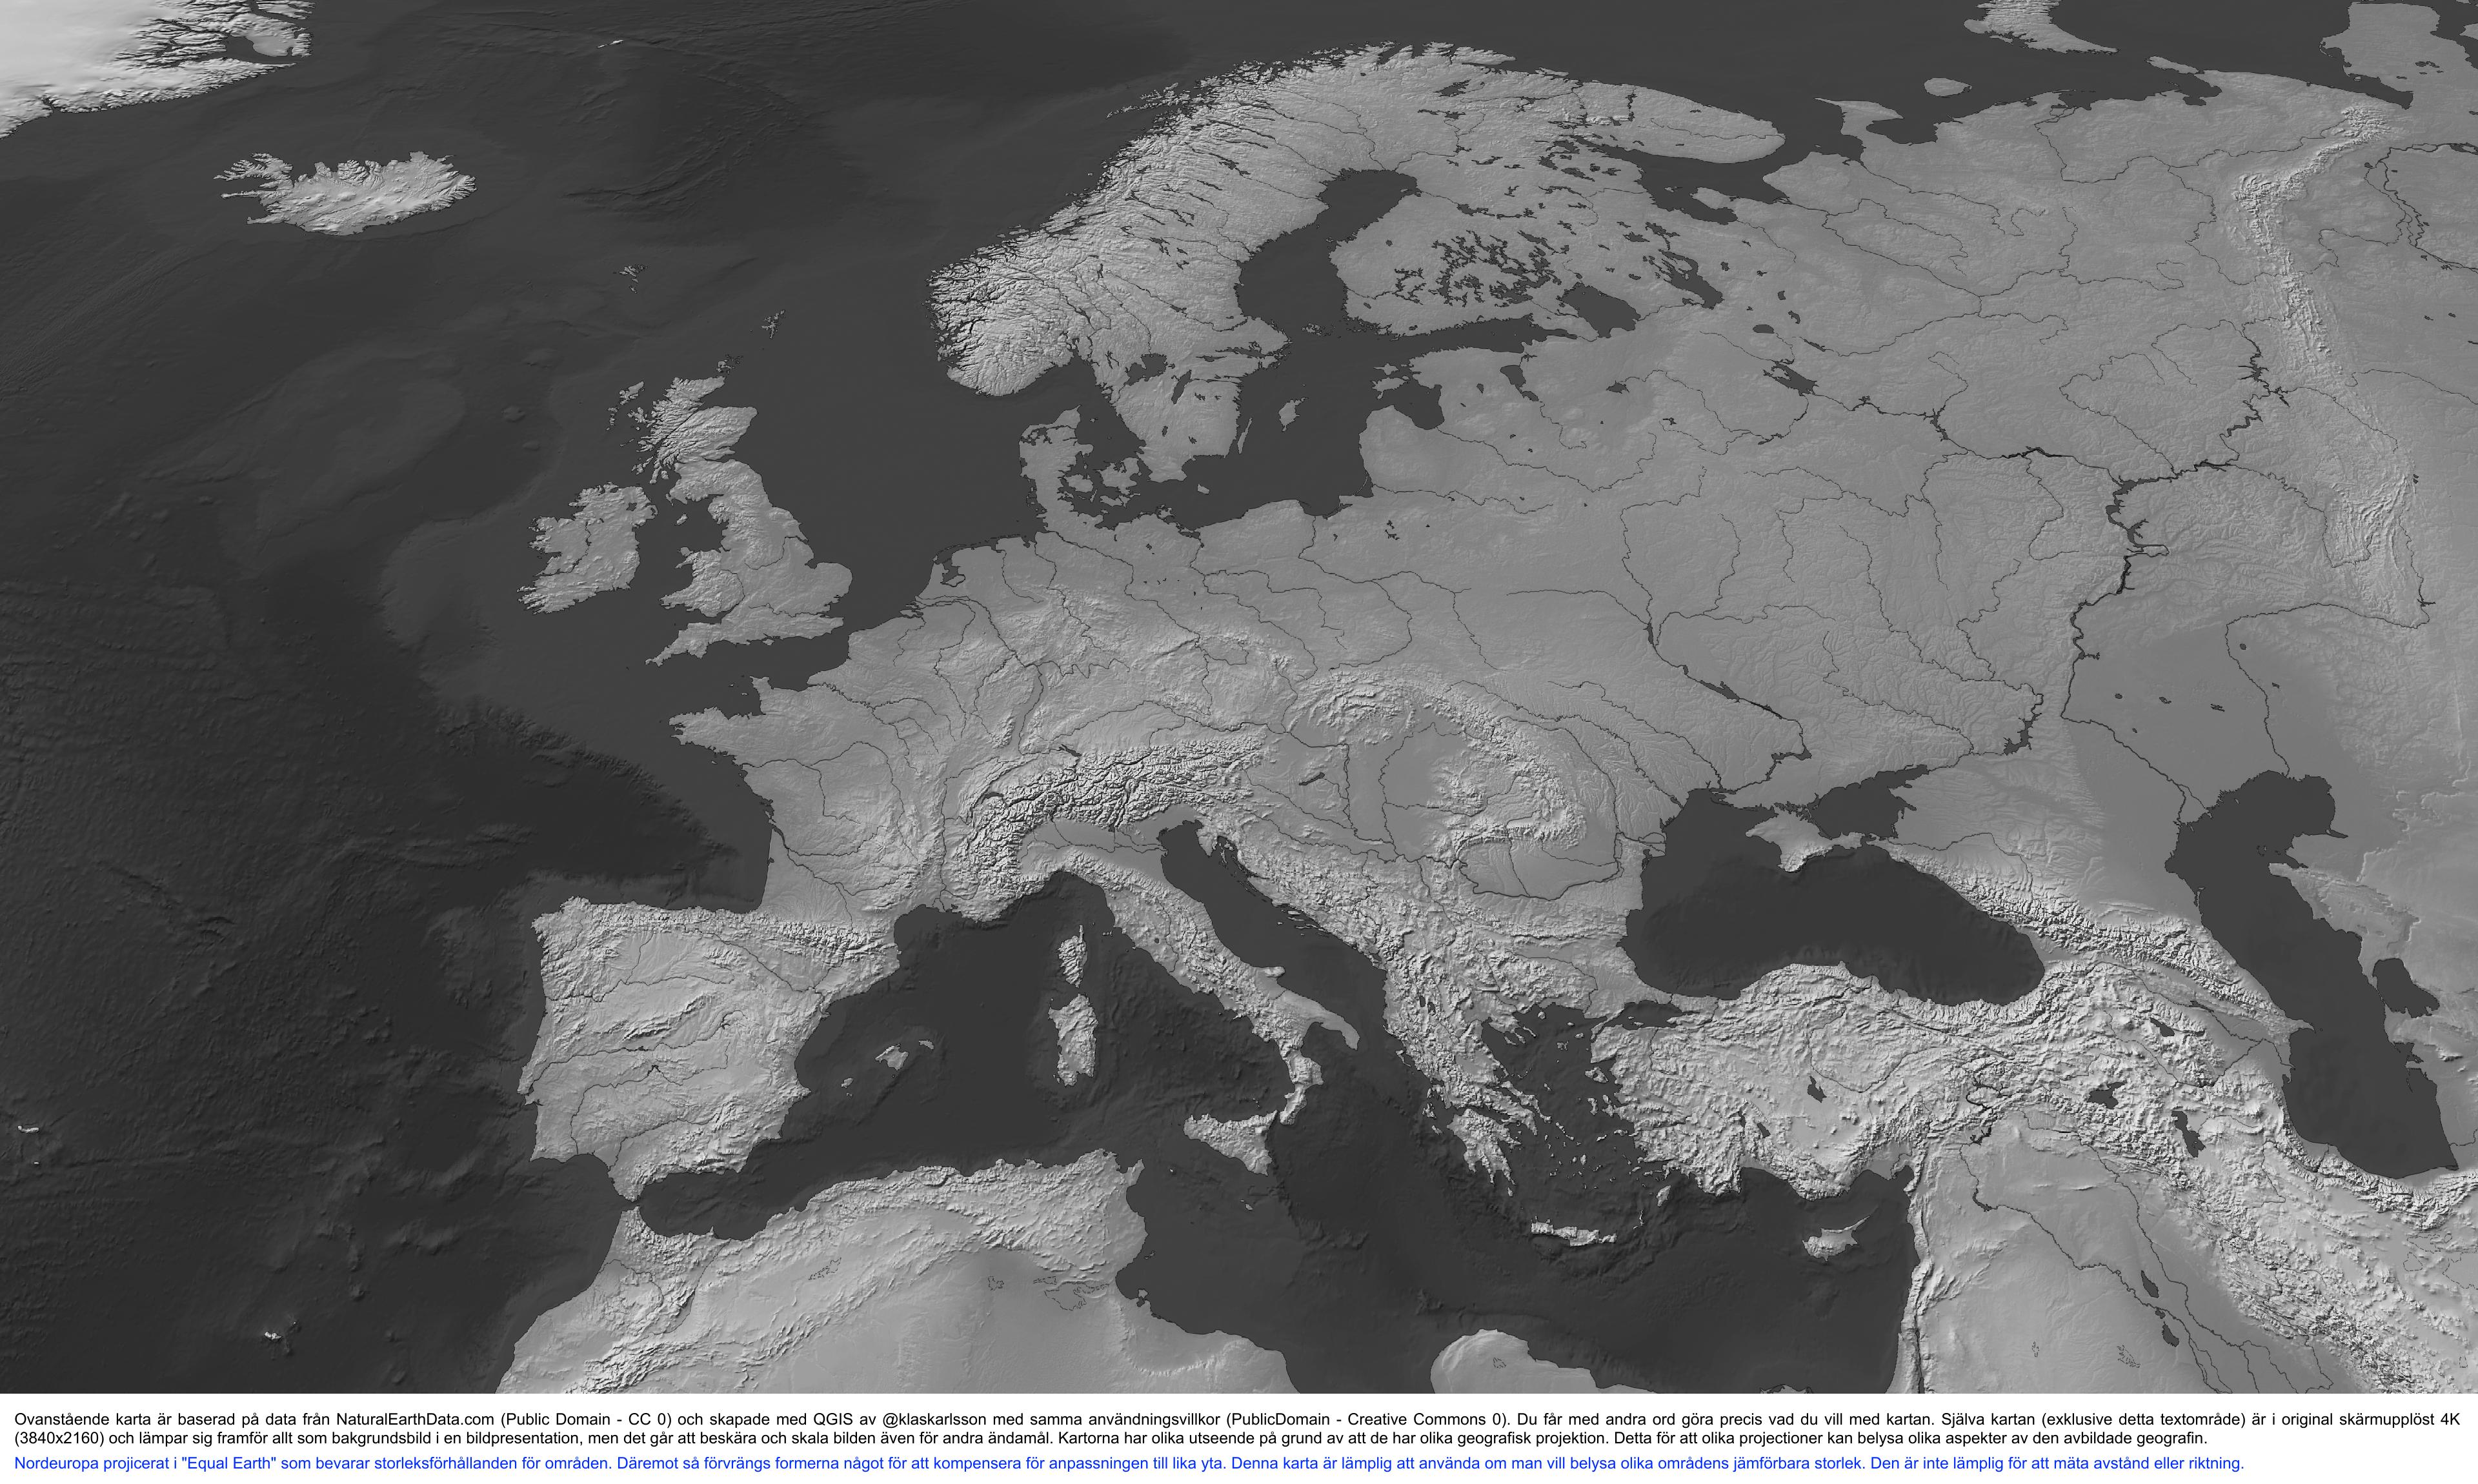 Ovanstående karta är baserad på data från NaturalEarthData.com (Public Domain - CC 0) och skapade med QGIS av @klaskarlsson med samma användningsvillkor (PublicDomain - Creative Commons 0). Du får med andra ord göra precis vad du vill med kartan. Själva kartan (exklusive detta textområde) är i original skärmupplöst 4K
(3840x2160) och lämpar sig framför allt som bakgrundsbild i en bildpresentation, men det går att beskära och skala bilden även för andra ändamål. Kartorna har olika utseende på grund av att de har olika geografisk projektion. Detta för att olika projectioner kan belysa olika aspekter av den avbildade geografin.
Nordeuropa projicerat i "Equal Earth" som bevarar storleksförhållanden för områden. Däremot så förvrängs formerna något för att kompensera för anpassningen till lika yta. Denna karta är lämplig att använda om man vill belysa olika områdens jämförbara storlek. Den är inte lämplig för att mäta avstånd eller riktning.